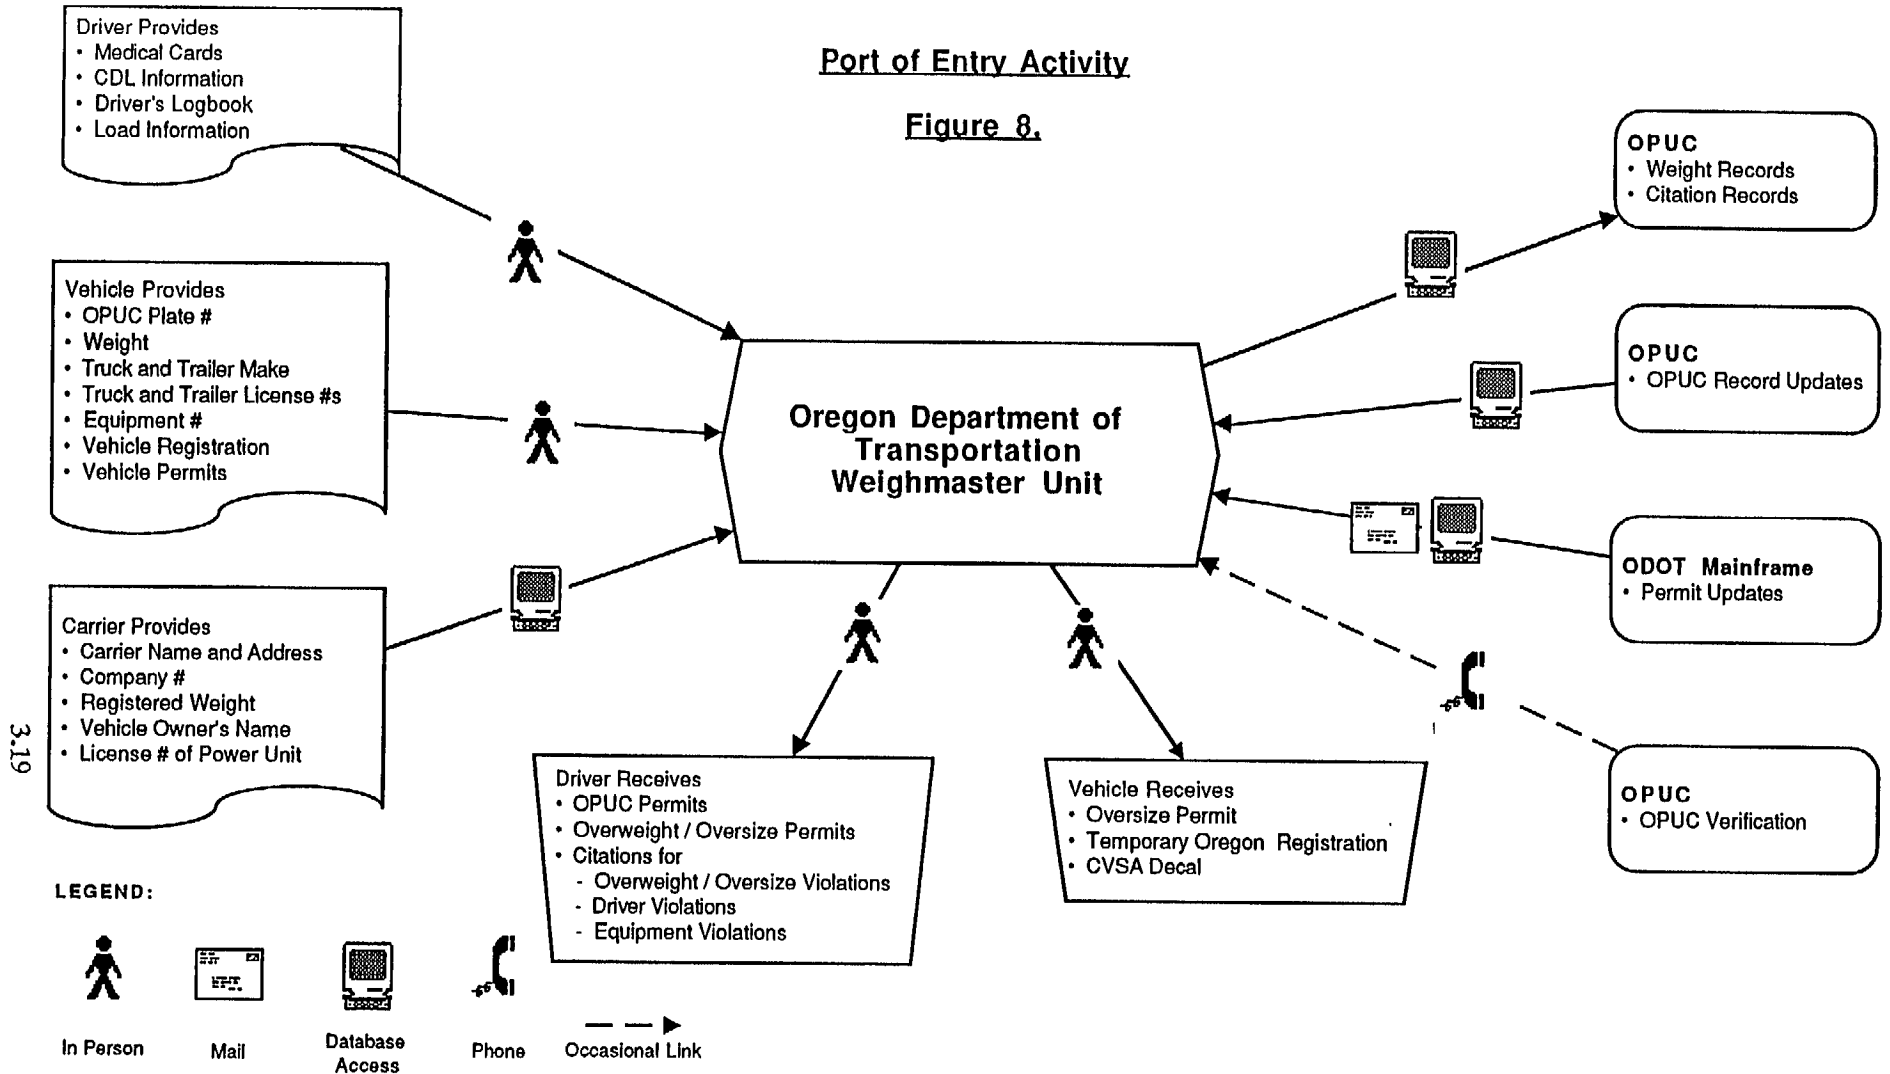 Port of Entry Activity
Figure 8.
Driver Provides
• Medical Cards
• CDL Information
• Driver's Logbook
• Load Information
Vehicle Provides
• OPUC Plate #
• Weight
• Truck and Trailer Make
• Truck and Trailer License #s
• Equipment #
• Vehicle Registration
• Vehicle Permits
Carrier Provides
• Carrier Name and Address
• Company #
• Registered Weight
• Vehicle Owner's Name
• License # of Power Unit
Oregon Department of
Transportation
Weighmaster Unit
OPUC
• Weight Records
• Citation Records
OPUC
• OPUC Record Updates
ODOT Mainframe
• Permit Updates
OPUC
• OPUC Verification
Driver Receives
• OPUC Permits
• Overweight / Oversize Permits
• Citations for
- Overweight / Oversize Violations
- Driver Violations
- Equipment Violations
Vehicle Receives
• Oversize Permit
• Temporary Oregon Registration
• CVSA Decal
LEGEND:
In Person
Mail
Database
Access
Phone
Occasional Link
3.19